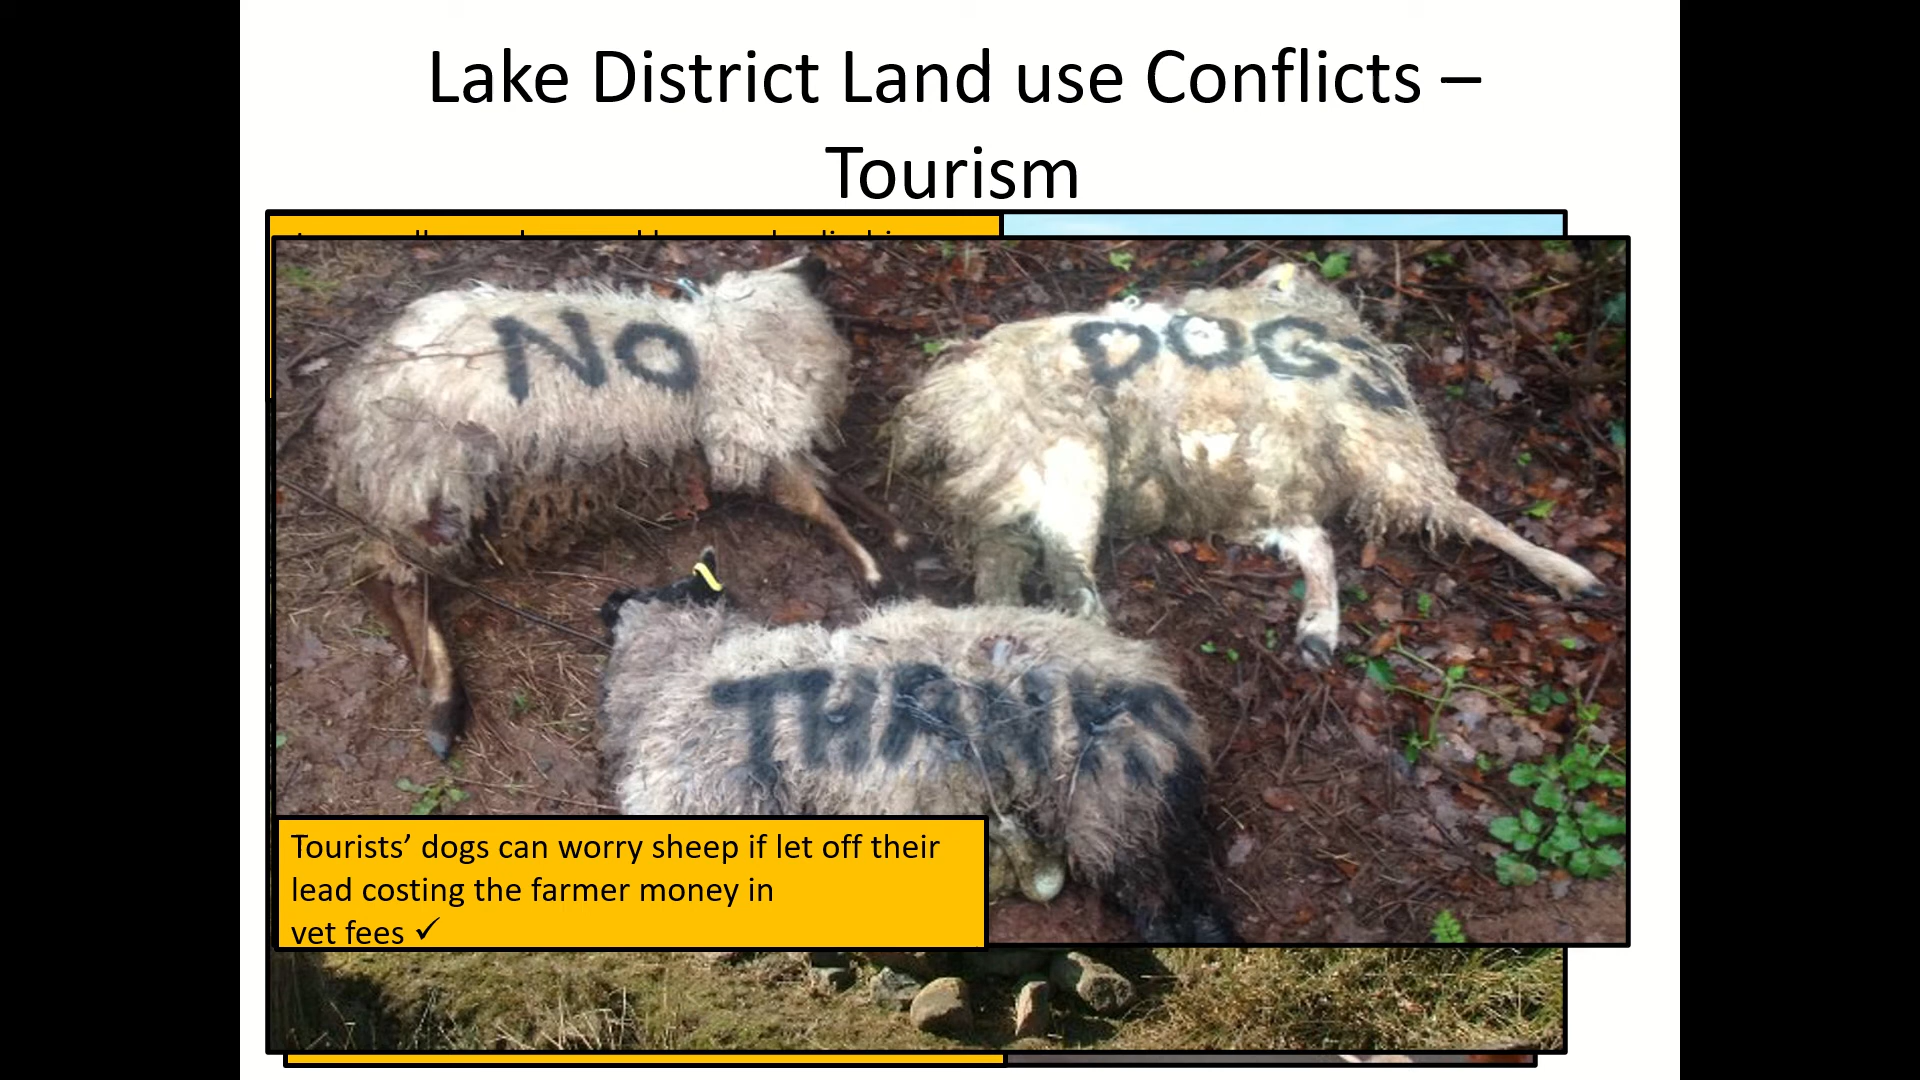 Lake District Land use Conflicts –
Tourism
NO
DOGS
THANKS
Tourists’ dogs can worry sheep if let off their
lead costing the farmer money in
vet fees ✓